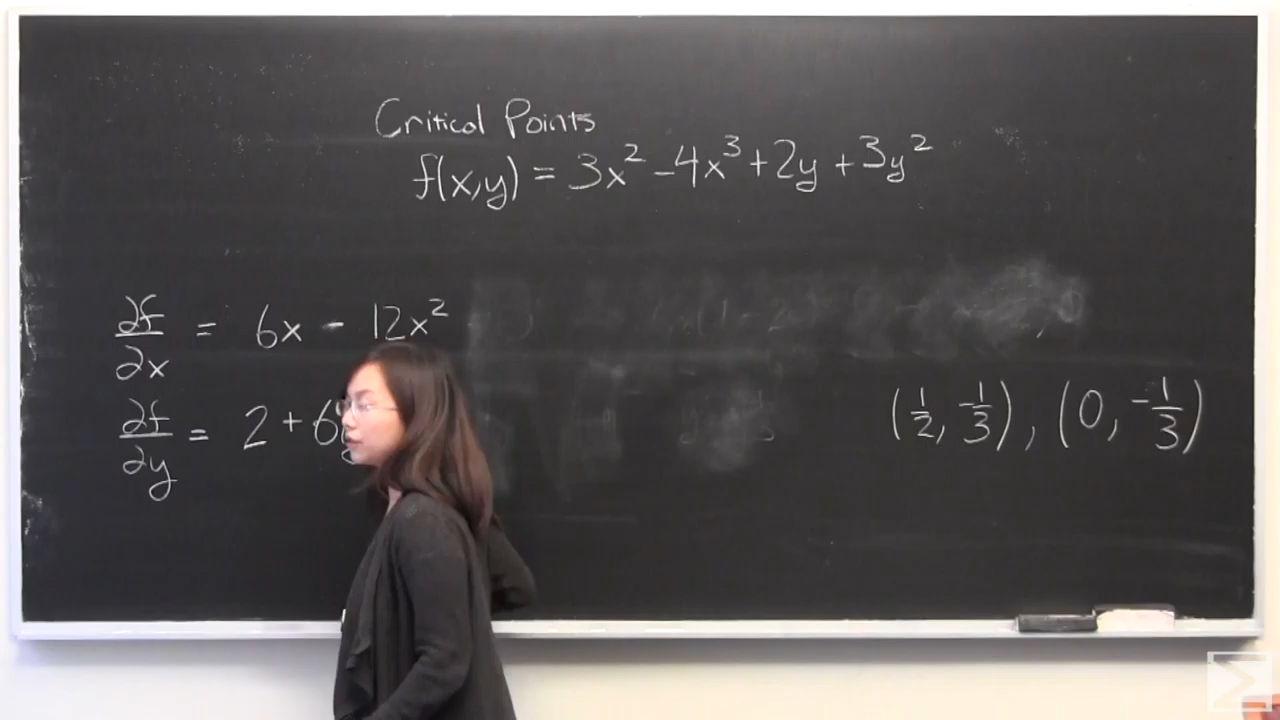 Critical Points
f(x,y) = 3x² - 4x³ + 2y + 3y²
∂f/∂x = 6x - 12x²
∂f/∂y = 2 + 6
(1/2, -1/3), (0, -1/3)